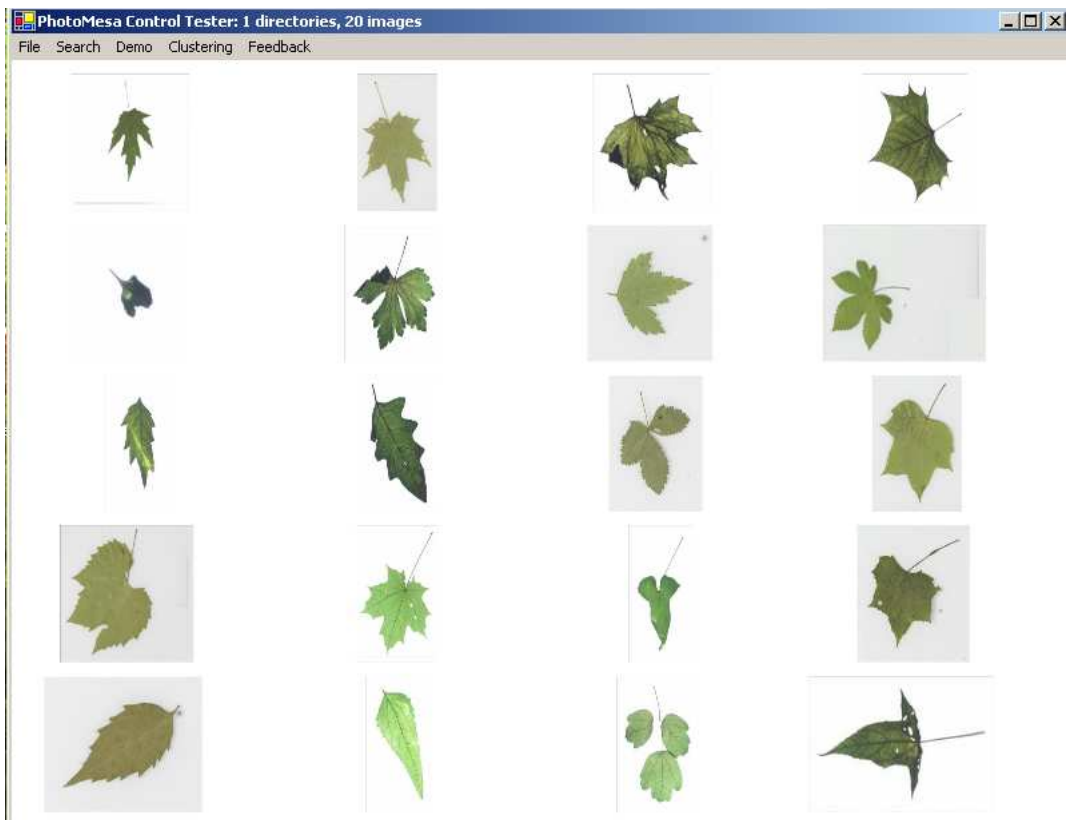 PhotoMesa Control Tester: 1 directories, 20 images
File Search Demo Clustering Feedback